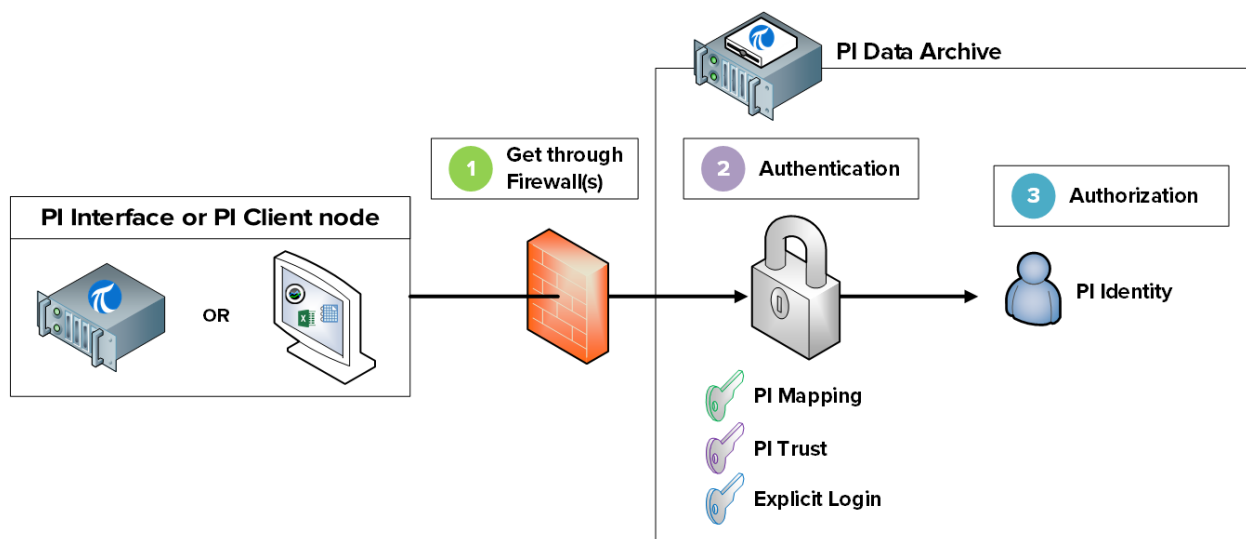 PI Data Archive
1
Get through
Firewall(s)
2
Authentication
3
Authorization
PI Interface or PI Client node
OR
PI Identity
PI Mapping
PI Trust
Explicit Login